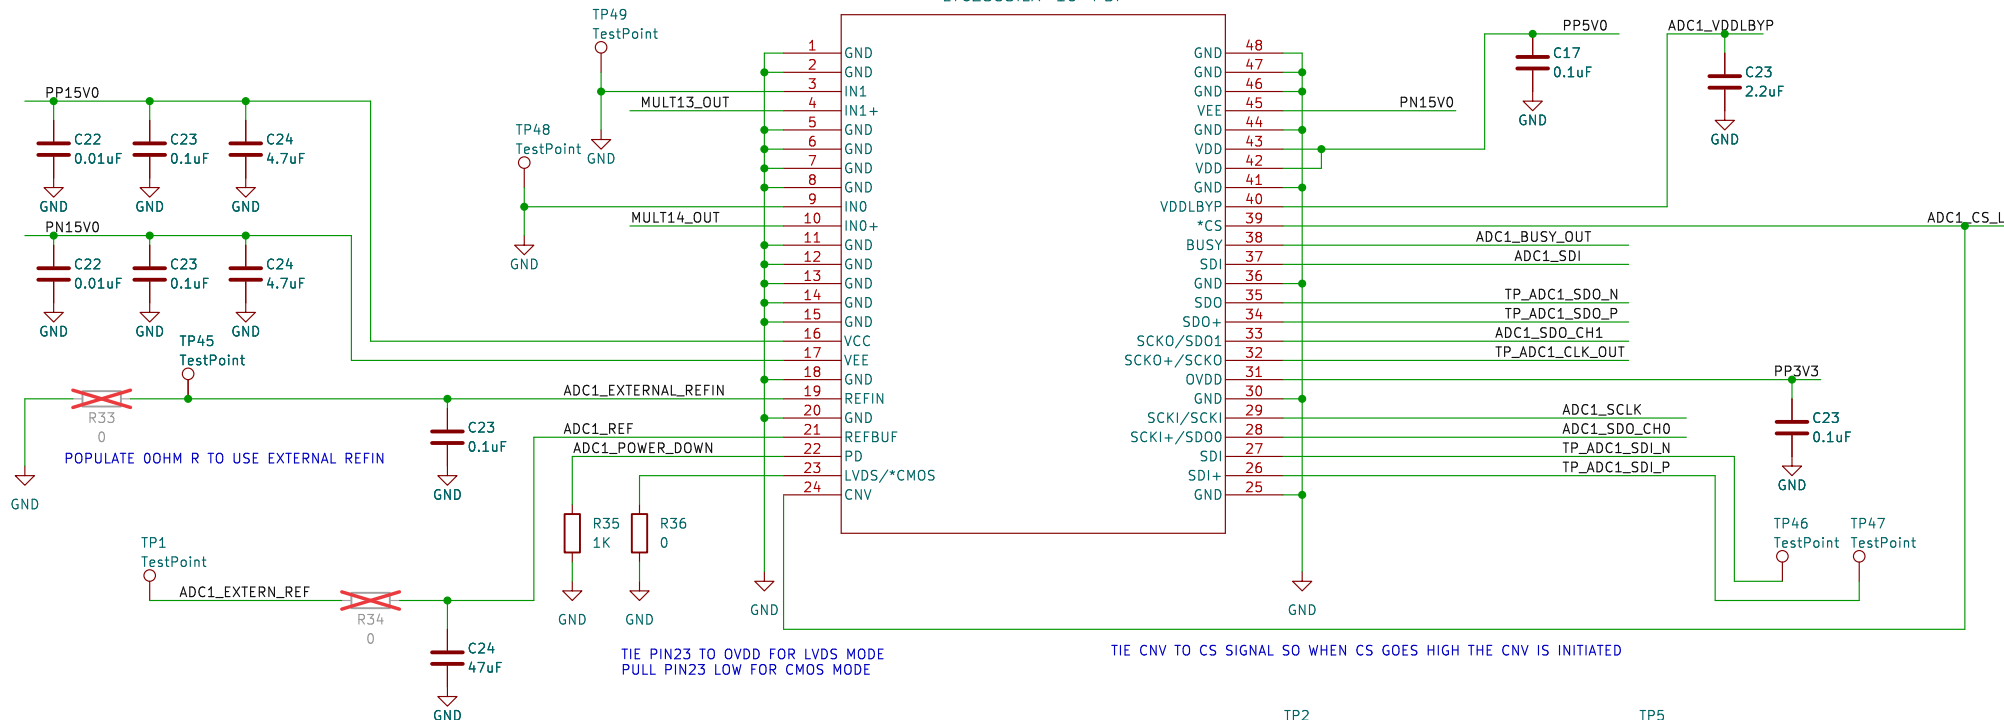 TP49
TestPoint
PP5V0
ADC1_VDDLBYP
C17
0.1uF
GND
C23
2.2uF
GND
PP15V0
C22
0.01uF
GND
C23
0.1uF
GND
C24
4.7uF
GND
TP48
TestPoint
GND
GND
MULT13_OUT
MULT14_OUT
PN15V0
C22
0.01uF
GND
C23
0.1uF
GND
C24
4.7uF
GND
TP45
TestPoint
R33
0
POPULATE 0OHM R TO USE EXTERNAL REFIN
GND
ADC1_EXTERNAL_REFIN
C23
0.1uF
GND
ADC1_REF
ADC1_POWER_DOWN
TP1
TestPoint
ADC1_EXTERN_REF
R34
0
C24
47uF
GND
R35
1K
GND
R36
0
GND
GND
TIE PIN23 TO OVDD FOR LVDS MODE
PULL PIN23 LOW FOR CMOS MODE
1 GND
2 GND
3 IN1
4 IN1+
5 GND
6 GND
7 GND
8 GND
9 IN0
10 IN0+
11 GND
12 GND
13 GND
14 GND
15 GND
16 VCC
17 VEE
18 GND
19 REFIN
20 GND
21 REFBUF
22 PD
23 LVDS/*CMOS
24 CNV
GND 48
GND 47
GND 46
VEE 45
GND 44
VDD 43
VDD 42
GND 41
VDDLBYP 40
*CS 39
BUSY 38
SDI 37
GND 36
SDO 35
SDO+ 34
SCKO/SDO1 33
SCKO+/SCKO 32
OVDD 31
GND 30
SCKI/SCKI 29
SCKI+/SDO0 28
SDI 27
SDI+ 26
GND 25
PN15V0
ADC1_CS_L
ADC1_BUSY_OUT
ADC1_SDI
TP_ADC1_SDO_N
TP_ADC1_SDO_P
ADC1_SDO_CH1
TP_ADC1_CLK_OUT
PP3V3
ADC1_SCLK
ADC1_SDO_CH0
TP_ADC1_SDI_N
TP_ADC1_SDI_P
C23
0.1uF
GND
TP46
TestPoint
TP47
TestPoint
GND
TIE CNV TO CS SIGNAL SO WHEN CS GOES HIGH THE CNV IS INITIATED
TP2
TP5